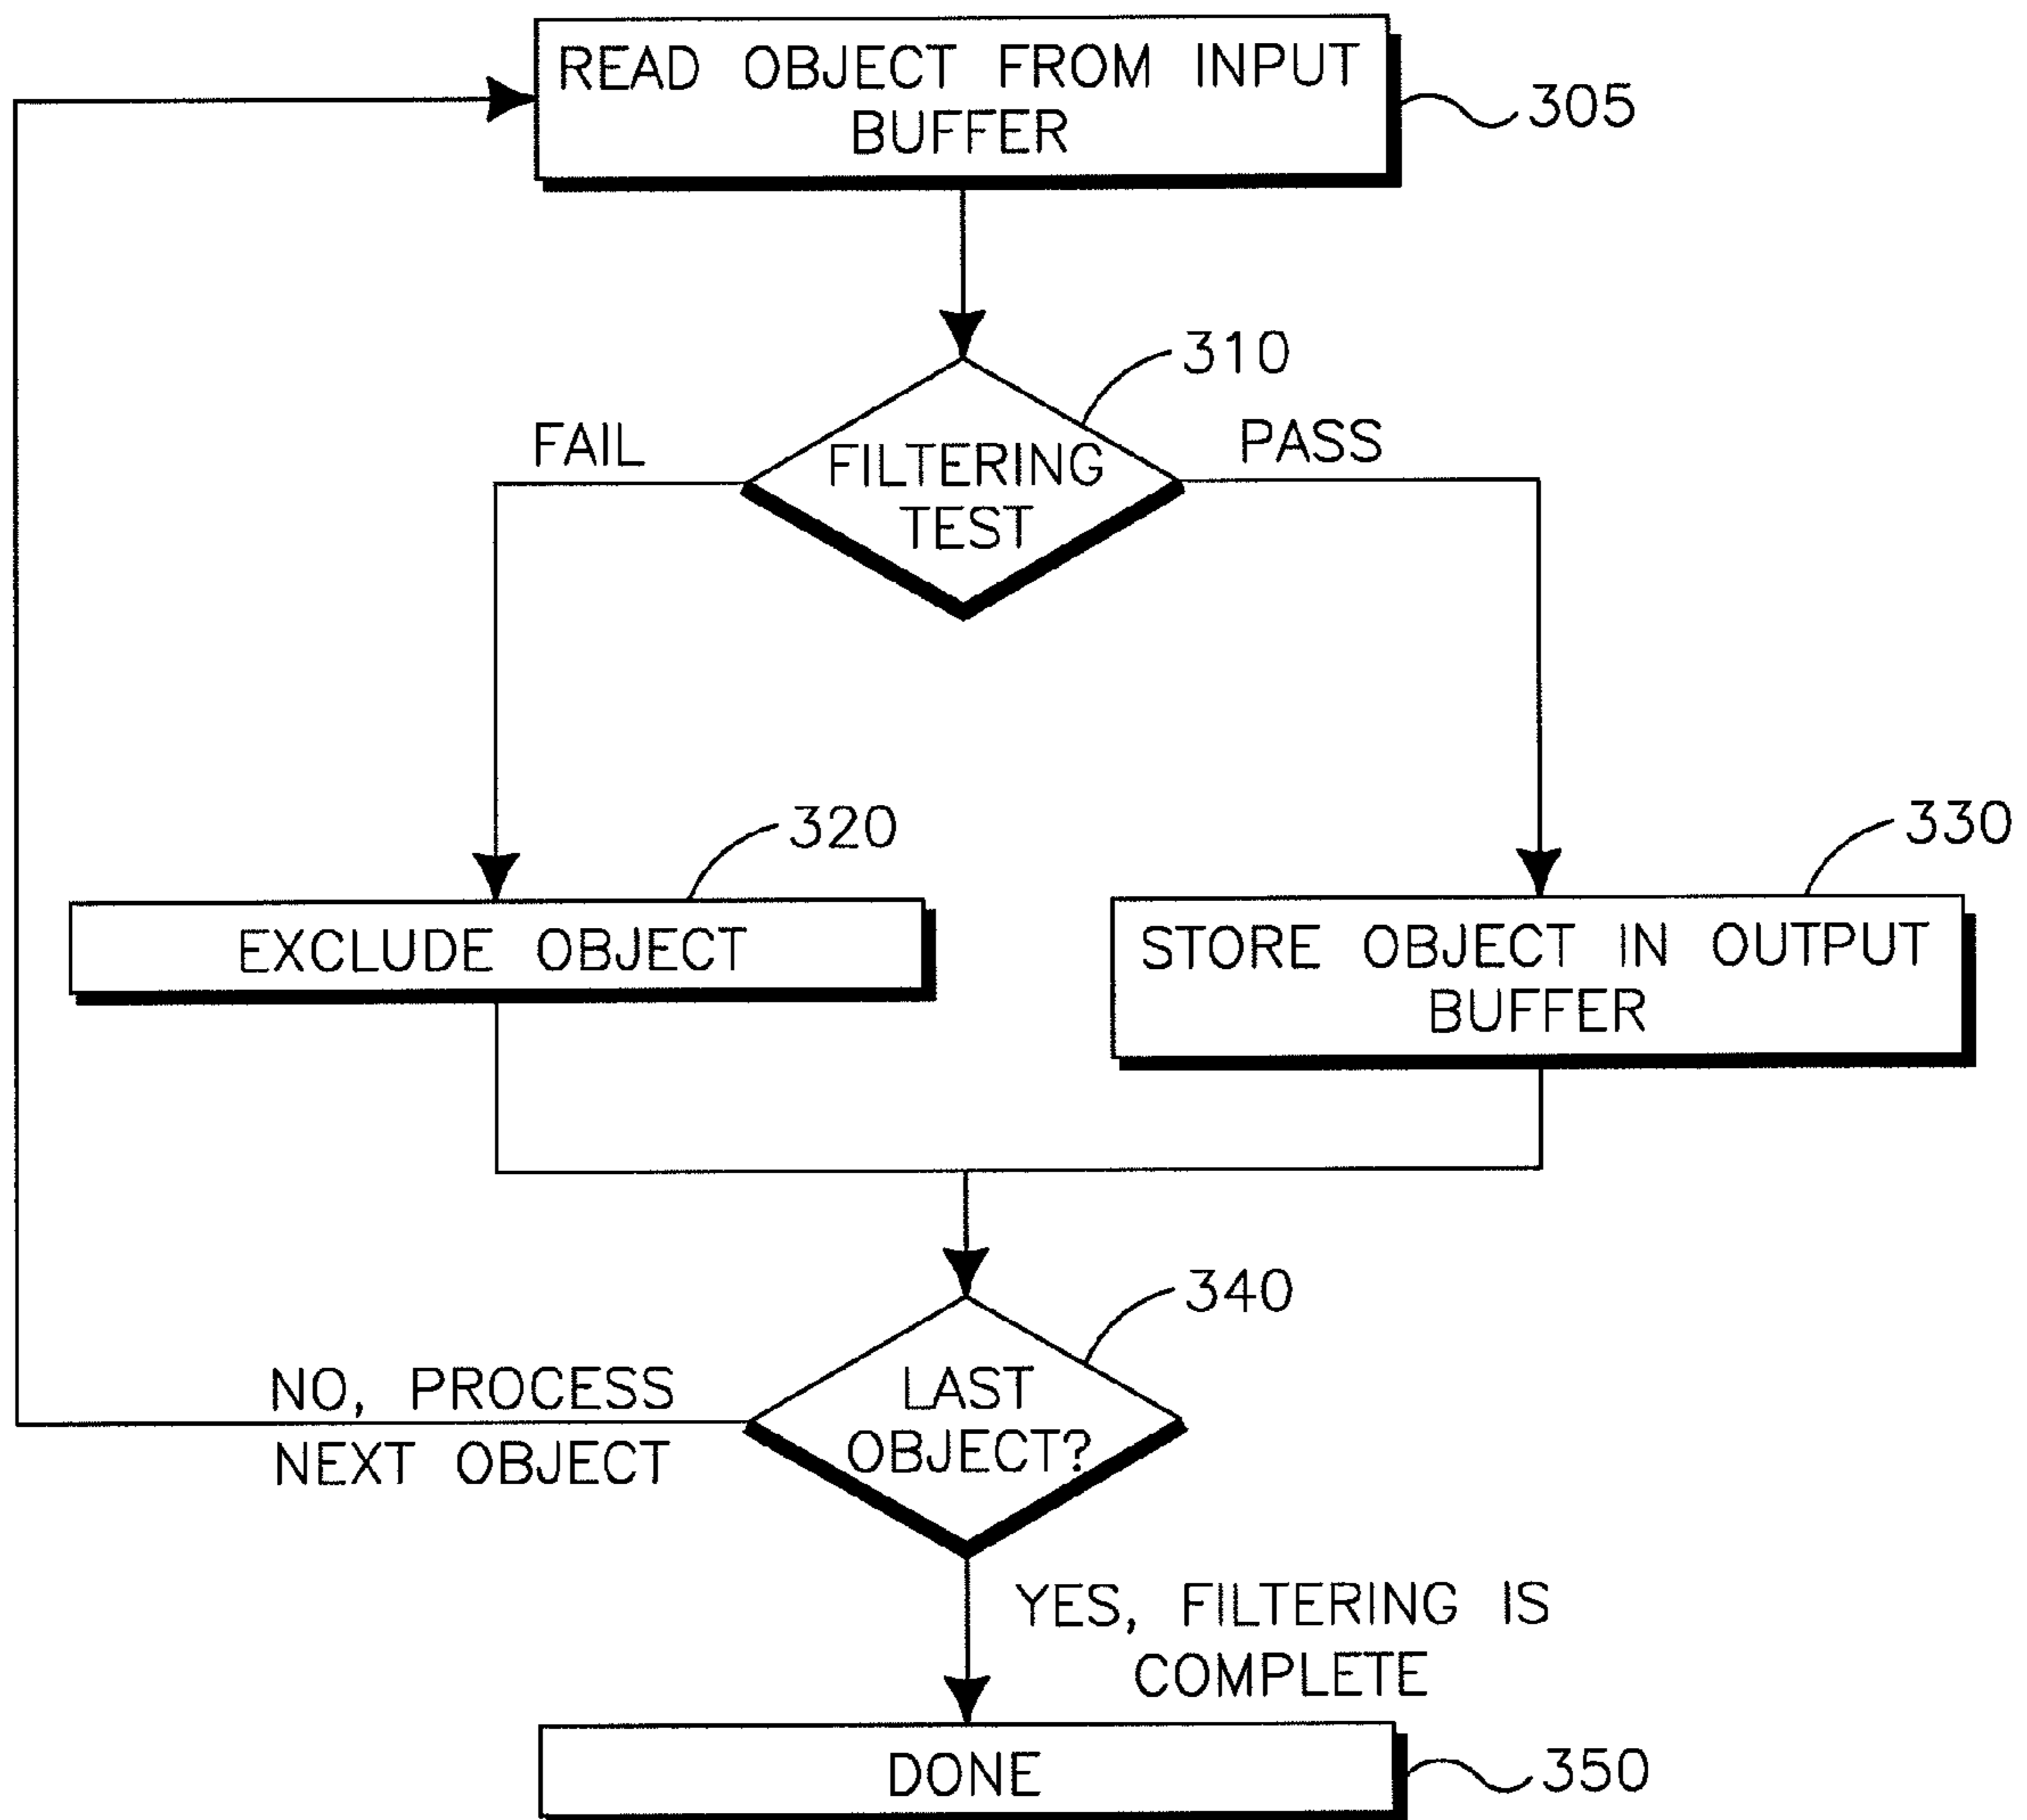 READ OBJECT FROM INPUT
BUFFER
305
310
FAIL
PASS
FILTERING
TEST
320
330
EXCLUDE OBJECT
STORE OBJECT IN OUTPUT
BUFFER
340
LAST
OBJECT?
NO, PROCESS
NEXT OBJECT
YES, FILTERING IS
COMPLETE
DONE
350